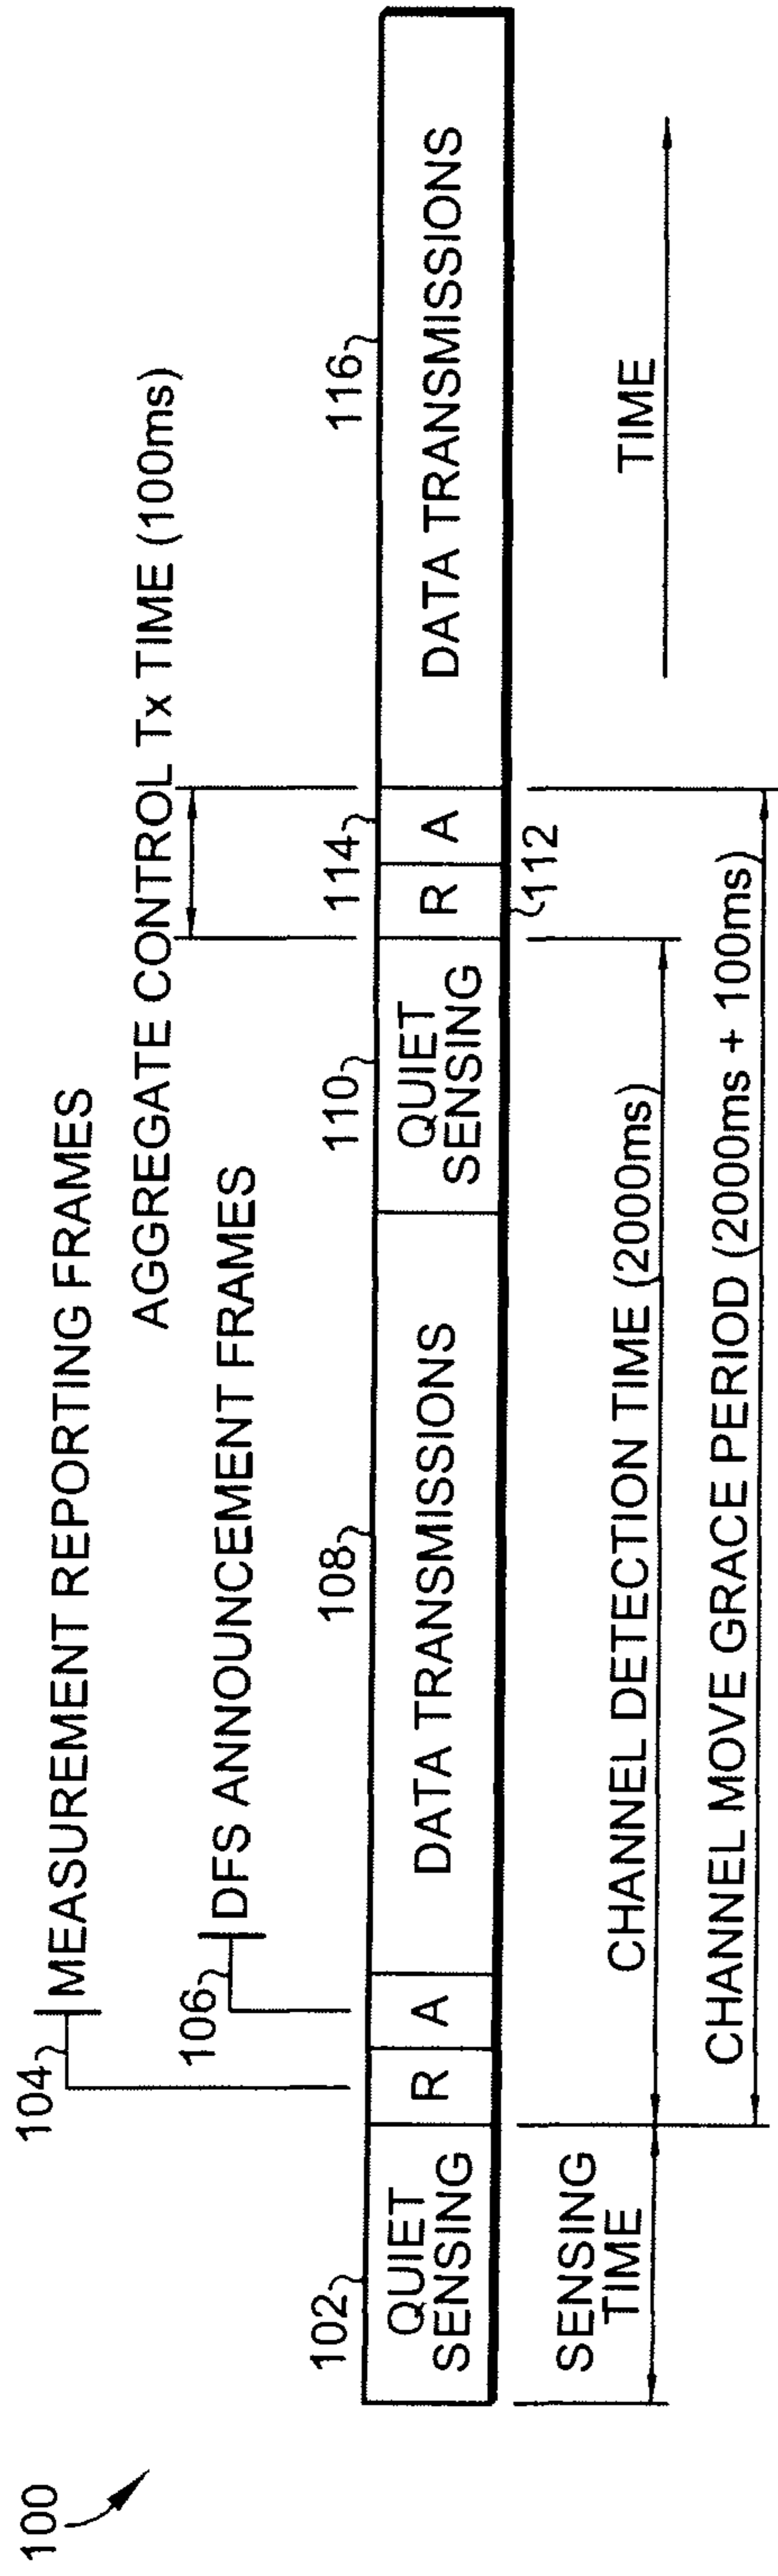 100
104
MEASUREMENT REPORTING FRAMES
AGGREGATE CONTROL Tx TIME (100ms)
106
DFS ANNOUNCEMENT FRAMES
102
108
110
114
116
QUIET
SENSING
R
A
DATA TRANSMISSIONS
QUIET
SENSING
R
A
DATA TRANSMISSIONS
112
SENSING
TIME
CHANNEL DETECTION TIME (2000ms)
TIME
CHANNEL MOVE GRACE PERIOD (2000ms + 100ms)